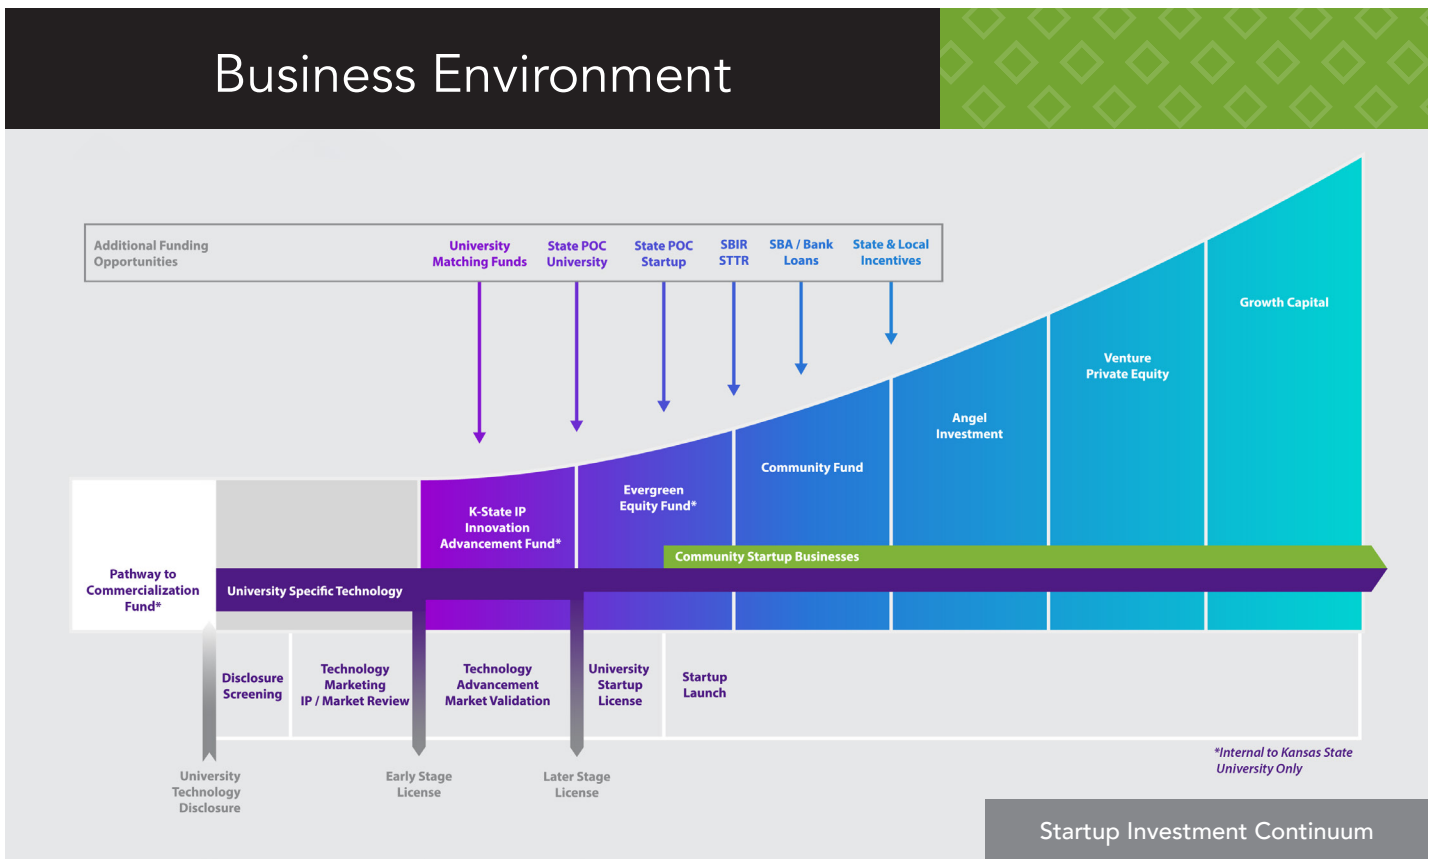 Business Environment
Additional Funding
Opportunities
University
Matching Funds
State POC
University
State POC
Startup
SBIR
STTR
SBA / Bank
Loans
State & Local
Incentives
Growth Capital
Venture
Private Equity
Angel
Investment
Community Fund
Evergreen
Equity Fund*
K-State IP
Innovation
Advancement Fund*
Community Startup Businesses
Pathway to
Commercialization
Fund*
University Specific Technology
Disclosure
Screening
Technology
Marketing
IP / Market Review
Technology
Advancement
Market Validation
University
Startup
License
Startup
Launch
University
Technology
Disclosure
Early Stage
License
Later Stage
License
*Internal to Kansas State
University Only
Startup Investment Continuum